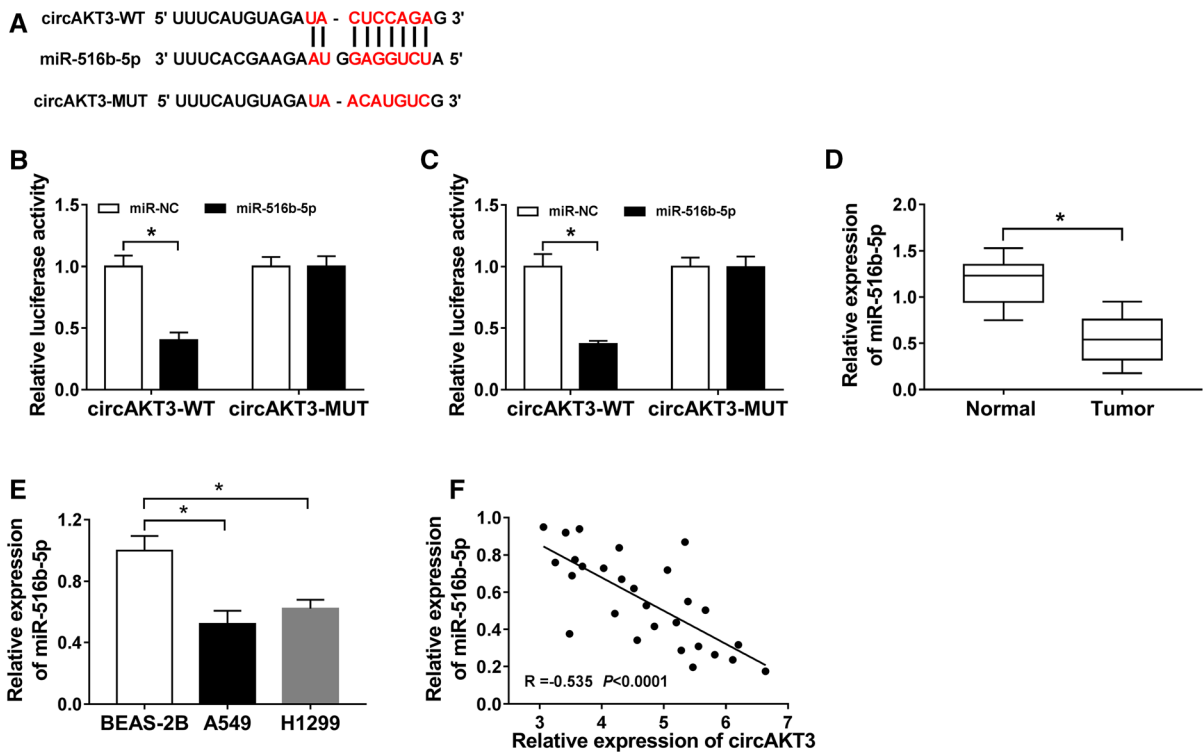 A
circAKT3-WT 5' UUUCAUGUAGAUA - CUCCAGAG 3'
miR-516b-5p 3' UUUCACGAAGAAUGGAGGUCUA 5'
circAKT3-MUT 5' UUUCAUGUAGAUA - ACAUGUCG 3'
B
Relative luciferase activity
1.5
1.0
0.5
0.0
miR-NC miR-516b-5p
*
circAKT3-WT circAKT3-MUT
C
Relative luciferase activity
1.5
1.0
0.5
0.0
miR-NC miR-516b-5p
*
circAKT3-WT circAKT3-MUT
D
Relative expression
of miR-516b-5p
2.0
1.5
1.0
0.5
0.0
*
Normal Tumor
E
Relative expression
of miR-516b-5p
1.2
0.8
0.4
0.0
*
*
BEAS-2B A549 H1299
F
Relative expression
of miR-516b-5p
1.0
0.8
0.6
0.4
0.2
0.0
R =-0.535 P<0.0001
3 4 5 6 7
Relative expression of circAKT3